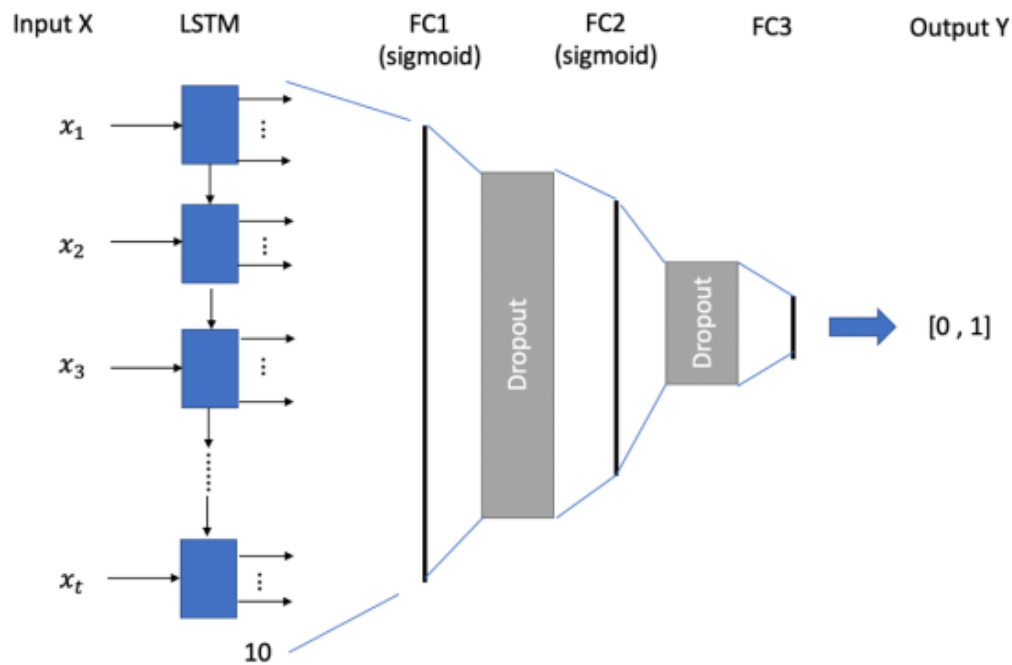 Input X
LSTM
FC1
(sigmoid)
FC2
(sigmoid)
FC3
Output Y
x₁
⋮
x₂
⋮
Dropout
Dropout
[0 , 1]
x₃
⋮
xₜ
⋮
10